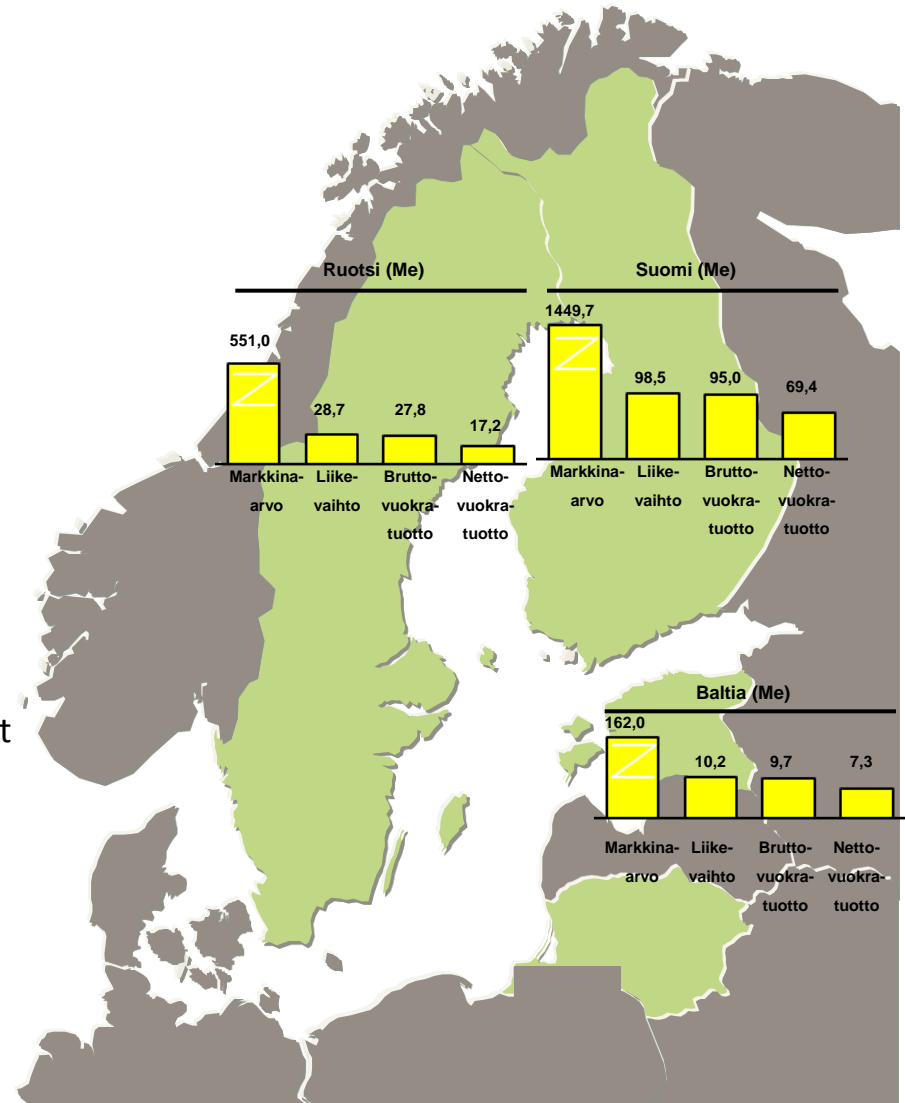 Ruotsi (Me)
551,0
28,7
27,8
17,2
Markkina-
arvo
Liike-
vaihto
Brutto-
vuokra-
tuotto
Netto-
vuokra-
tuotto
Suomi (Me)
1449,7
98,5
95,0
69,4
Markkina-
arvo
Liike-
vaihto
Brutto-
vuokra-
tuotto
Netto-
vuokra-
tuotto
t
Baltia (Me)
162,0
10,2
9,7
7,3
Markkina-
arvo
Liike-
vaihto
Brutto-
vuokra-
tuotto
Netto-
vuokra-
tuotto